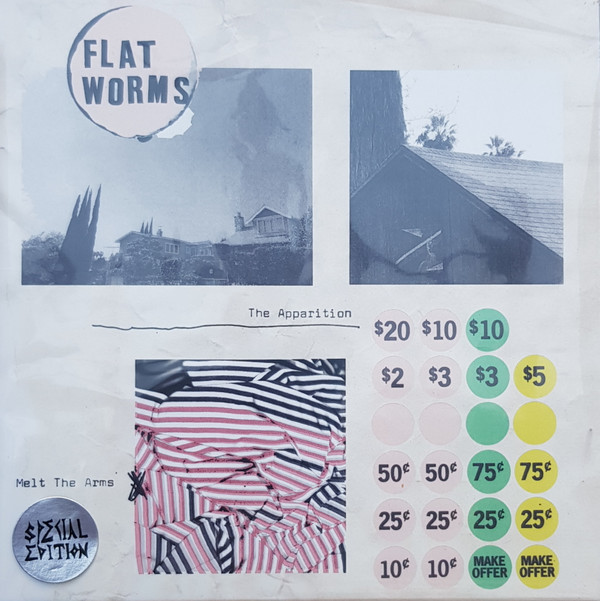 FLAT
WORMS
The Apparition
$20 $10 $10
$2 $3 $3 $5
50¢ 50¢ 75¢ 75¢
25¢ 25¢ 25¢ 25¢
10¢ 10¢ MAKE OFFER MAKE OFFER
Melt The Arms
SPECIAL
EDITION